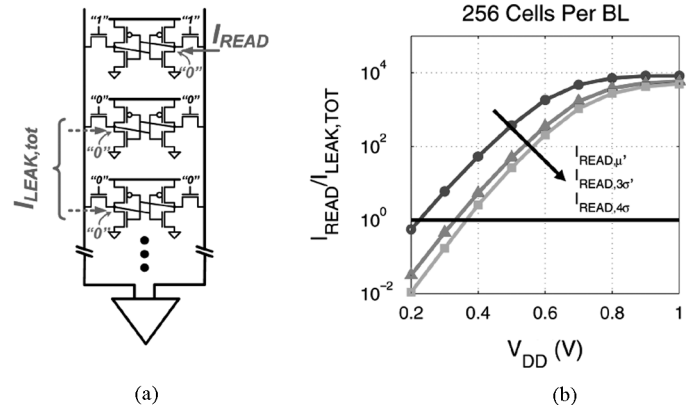 (a)
"1" "1"
I_READ
"0"
"0" "0"
"0"
"0" "0"
"0"
I_LEAK,tot
256 Cells Per BL
I_READ/I_LEAK,TOT
10^4
10^2
10^0
10^-2
I_READ,μ,
I_READ,3σ,
I_READ,4σ
0.2 0.4 0.6 0.8 1
V_DD (V)
(a) (b)